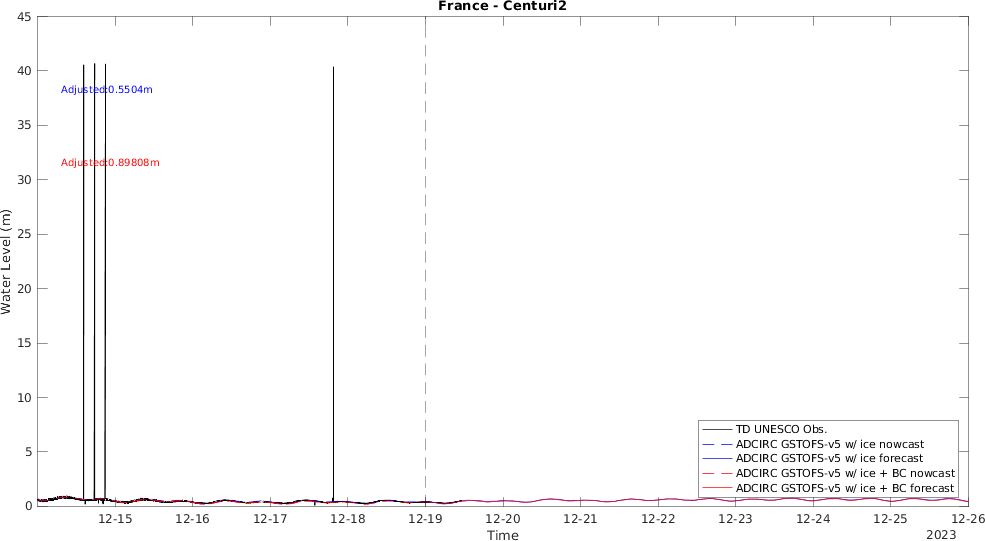 France - Centuri2
45
40
35
30
25
20
15
10
5
0
Water Level (m)
Adjusted:0.5504m
Adjusted:0.89808m
TD UNESCO Obs.
ADCIRC GSTOFS-v5 w/ ice nowcast
ADCIRC GSTOFS-v5 w/ ice forecast
ADCIRC GSTOFS-v5 w/ ice + BC nowcast
ADCIRC GSTOFS-v5 w/ ice + BC forecast
12-15 12-16 12-17 12-18 12-19 12-20 12-21 12-22 12-23 12-24 12-25 12-26
Time
2023